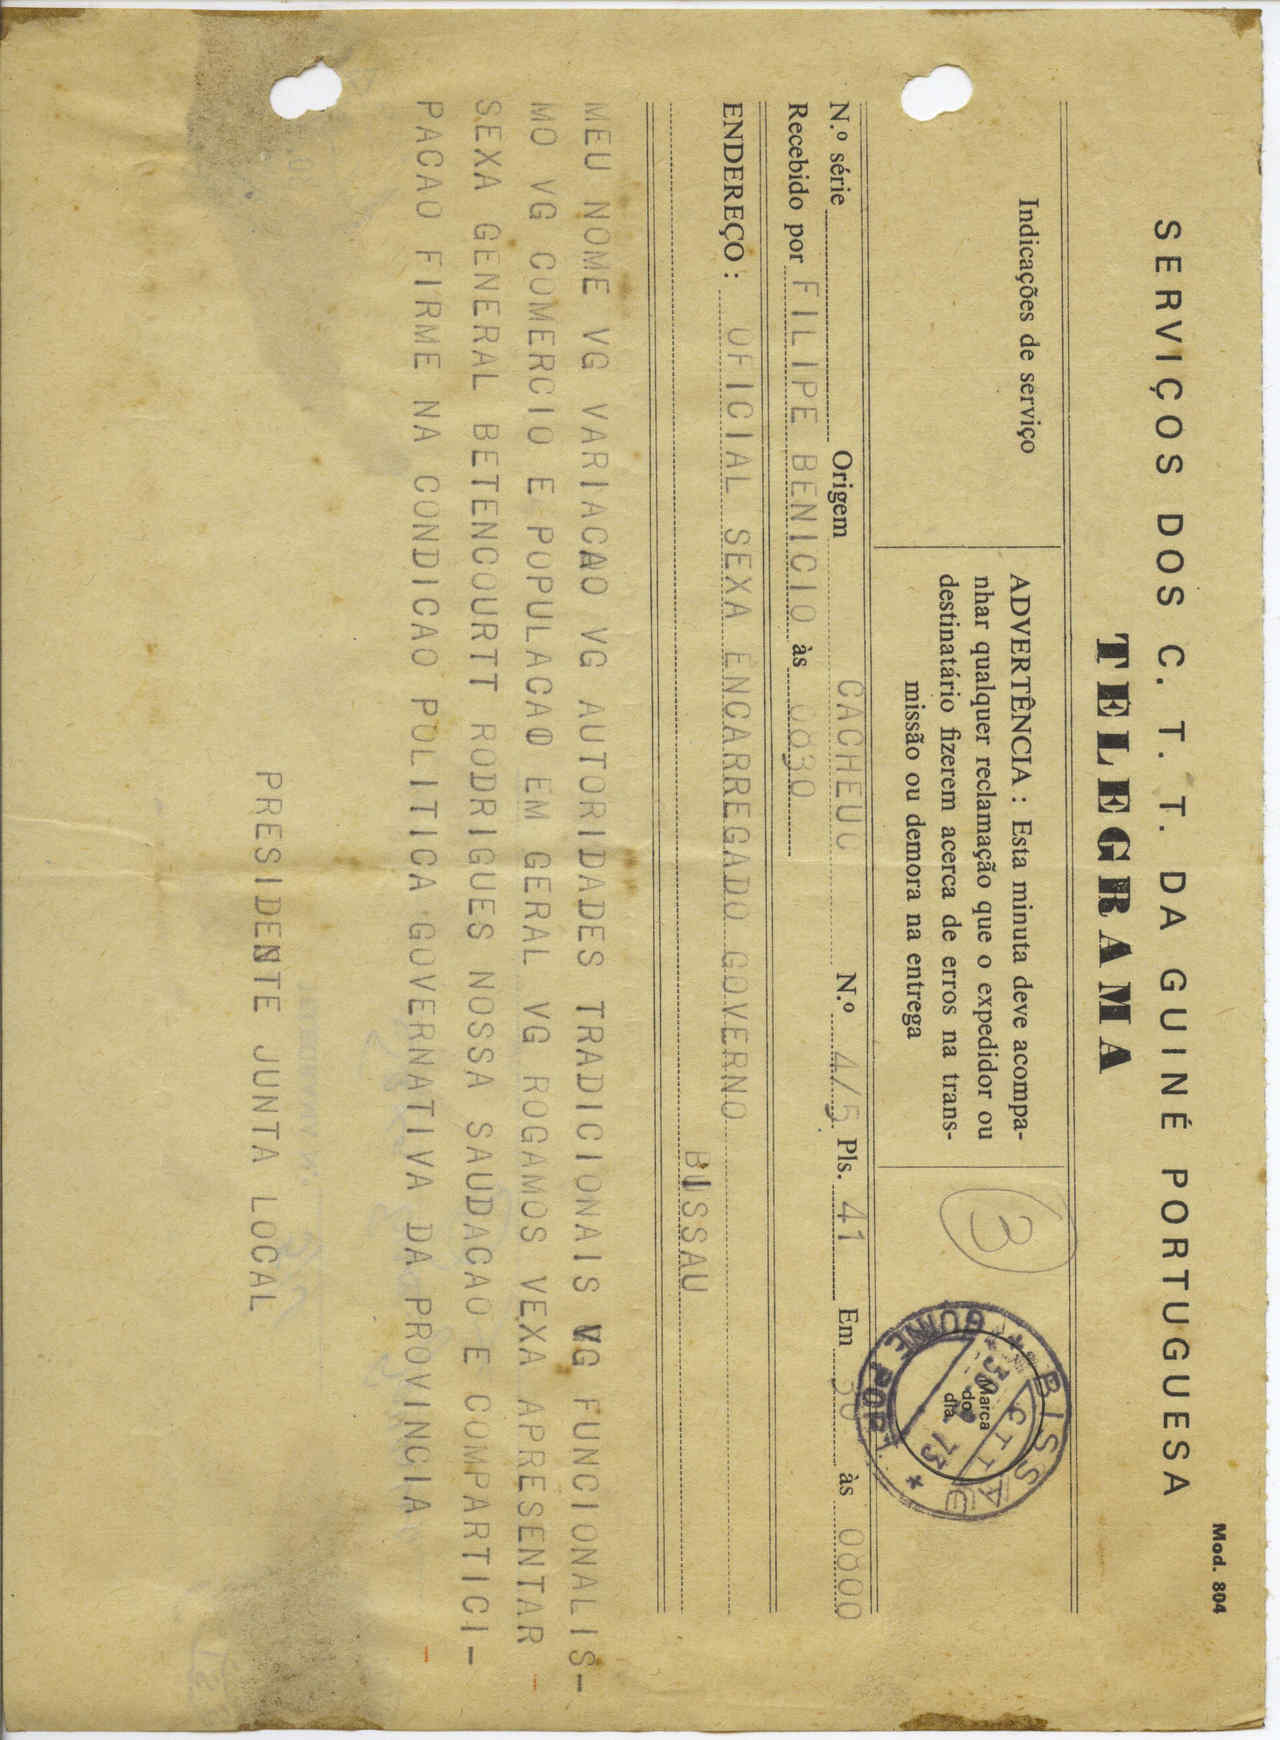 Mod. 804
SERVIÇOS DOS C. T. T. DA GUINÉ PORTUGUESA
TELEGRAMA
Indicações de serviço
ADVERTÊNCIA : Esta minuta deve acompa-
nhar qualquer reclamação que o expedidor ou
destinatário fizerem acerca de erros na trans-
missão ou demora na entrega
3
BISSAU
CTT
73
Marca
do
dia
GUINE PORT
N.º série Origem CACHEUU N.º 4/5 Pls. 41 Em 30 às 0800
Recebido por FILIPE BENICIO às 0830
ENDEREÇO : OFICIAL SEXA ENCARREGADO GOVERNO
BISSAU
MEU NOME VG VARIACAO VG AUTORIDADES TRADICIONAIS VG FUNCIONALIS-
MO VG COMERCIO E POPULACAO EM GERAL VG ROGAMOS VEXA APRESENTAR -
SEXA GENERAL BETENCOURTT RODRIGUES NOSSA SAUDACAO E COMPARTICI-
PACAO FIRME NA CONDICAO POLITICA GOVERNATIVA DA PROVINCIA -
PRESIDENTE JUNTA LOCAL